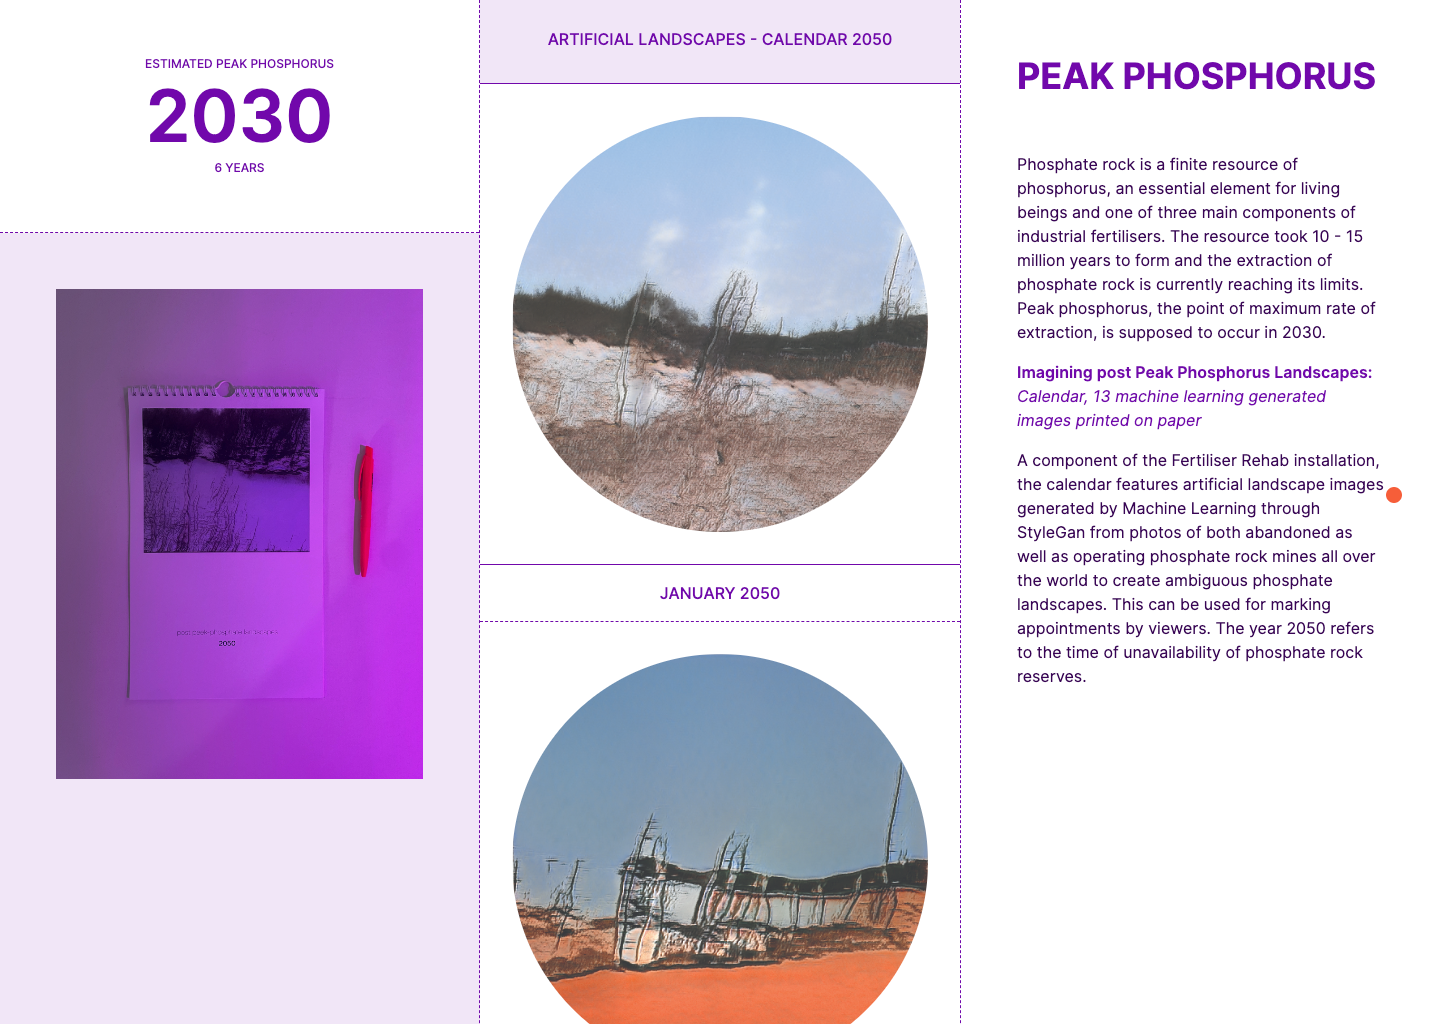 ESTIMATED PEAK PHOSPHORUS
2030
6 YEARS
2050
ARTIFICIAL LANDSCAPES - CALENDAR 2050
JANUARY 2050
PEAK PHOSPHORUS
Phosphate rock is a finite resource of
phosphorus, an essential element for living
beings and one of three main components of
industrial fertilisers. The resource took 10 - 15
million years to form and the extraction of
phosphate rock is currently reaching its limits.
Peak phosphorus, the point of maximum rate of
extraction, is supposed to occur in 2030.
Imagining post Peak Phosphorus Landscapes:
Calendar, 13 machine learning generated
images printed on paper
A component of the Fertiliser Rehab installation,
the calendar features artificial landscape images
generated by Machine Learning through
StyleGan from photos of both abandoned as
well as operating phosphate rock mines all over
the world to create ambiguous phosphate
landscapes. This can be used for marking
appointments by viewers. The year 2050 refers
to the time of unavailability of phosphate rock
reserves.